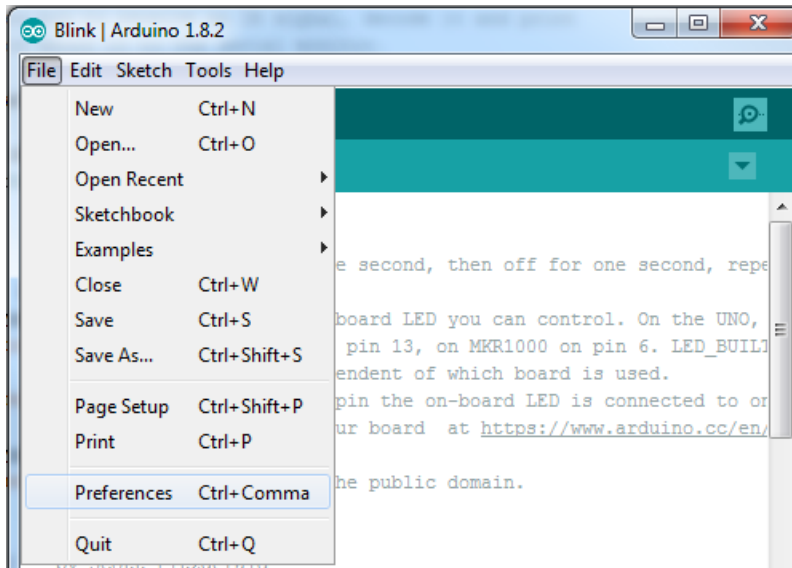 Blink | Arduino 1.8.2
File Edit Sketch Tools Help
New Ctrl+N
Open... Ctrl+O
Open Recent
Sketchbook
Examples
e second, then off for one second, repe
Close Ctrl+W
Save Ctrl+S
board LED you can control. On the UNO,
Save As... Ctrl+Shift+S
pin 13, on MKR1000 on pin 6. LED_BUILT
endent of which board is used.
Page Setup Ctrl+Shift+P
pin the on-board LED is connected to on
ur board at https://www.arduino.cc/en/
Print Ctrl+P
Preferences Ctrl+Comma
he public domain.
Quit Ctrl+Q